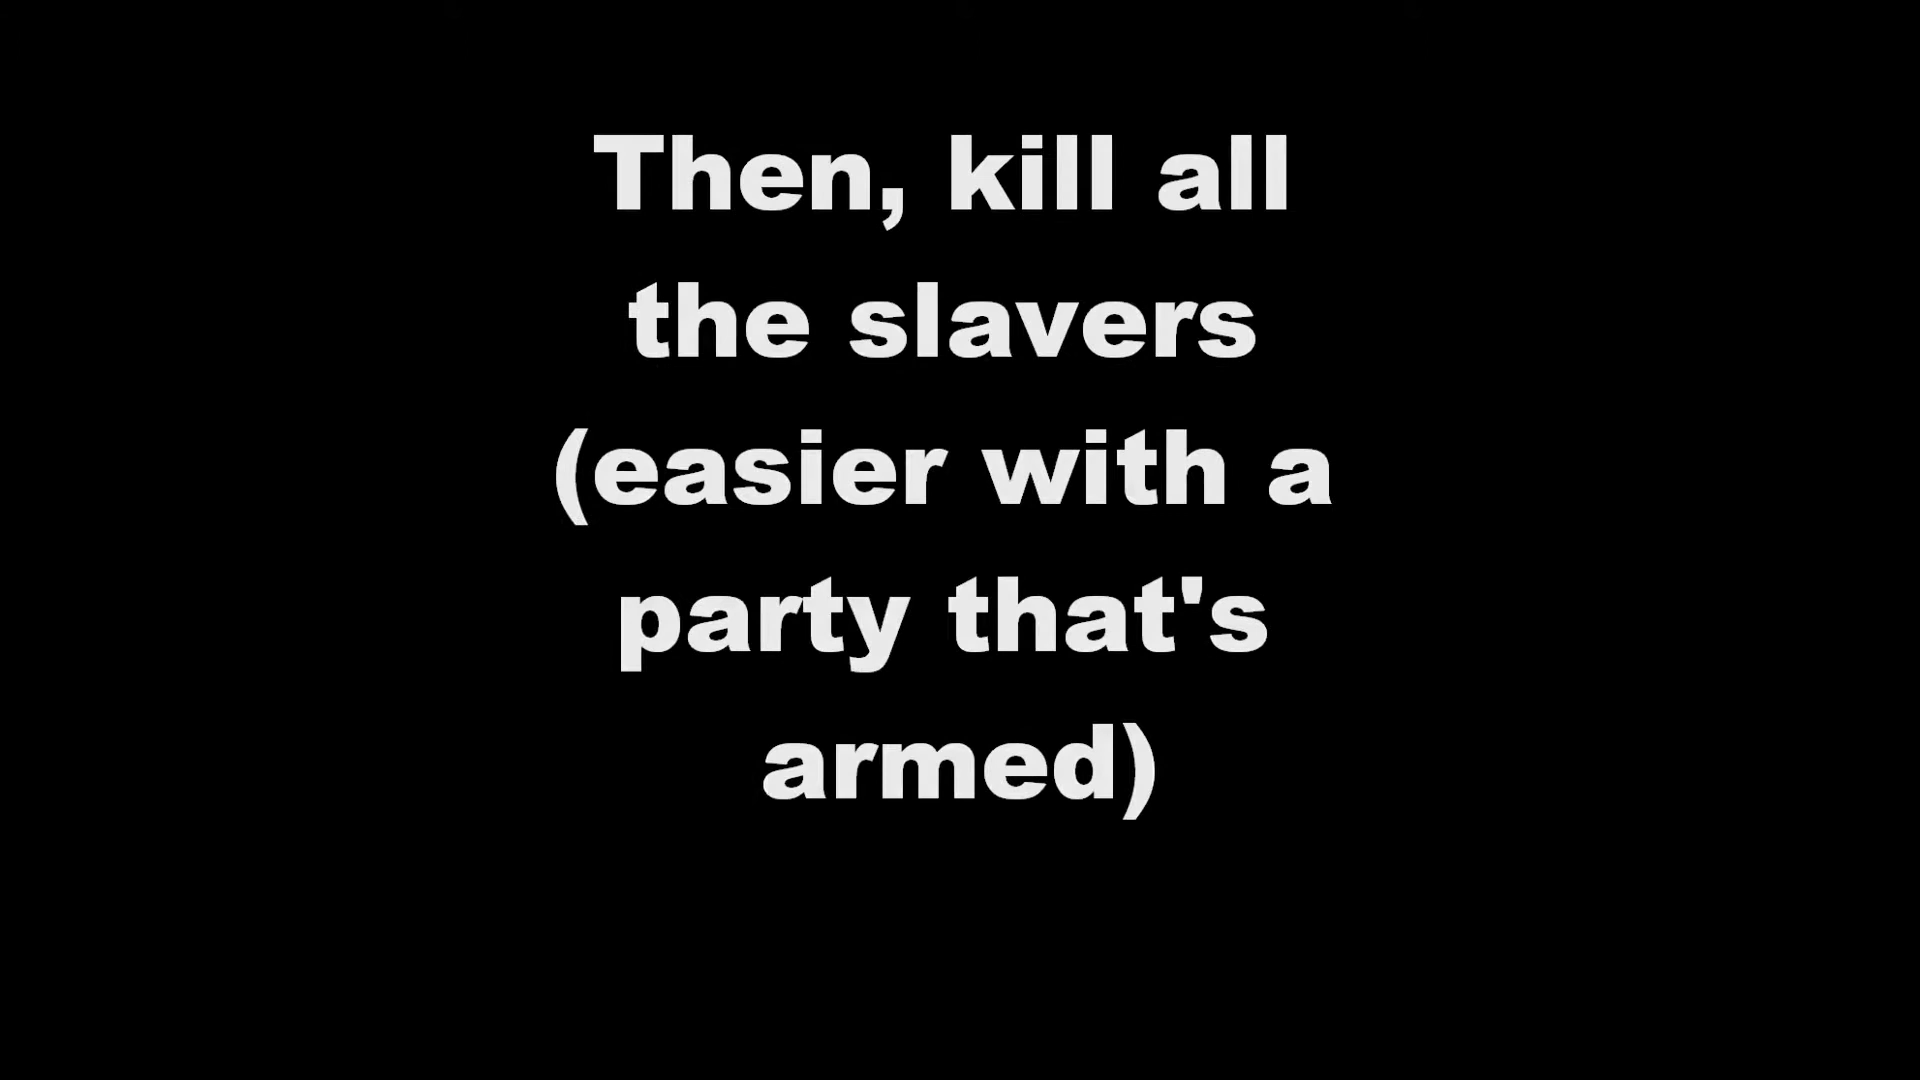 Then, kill all
the slavers
(easier with a
party that's
armed)